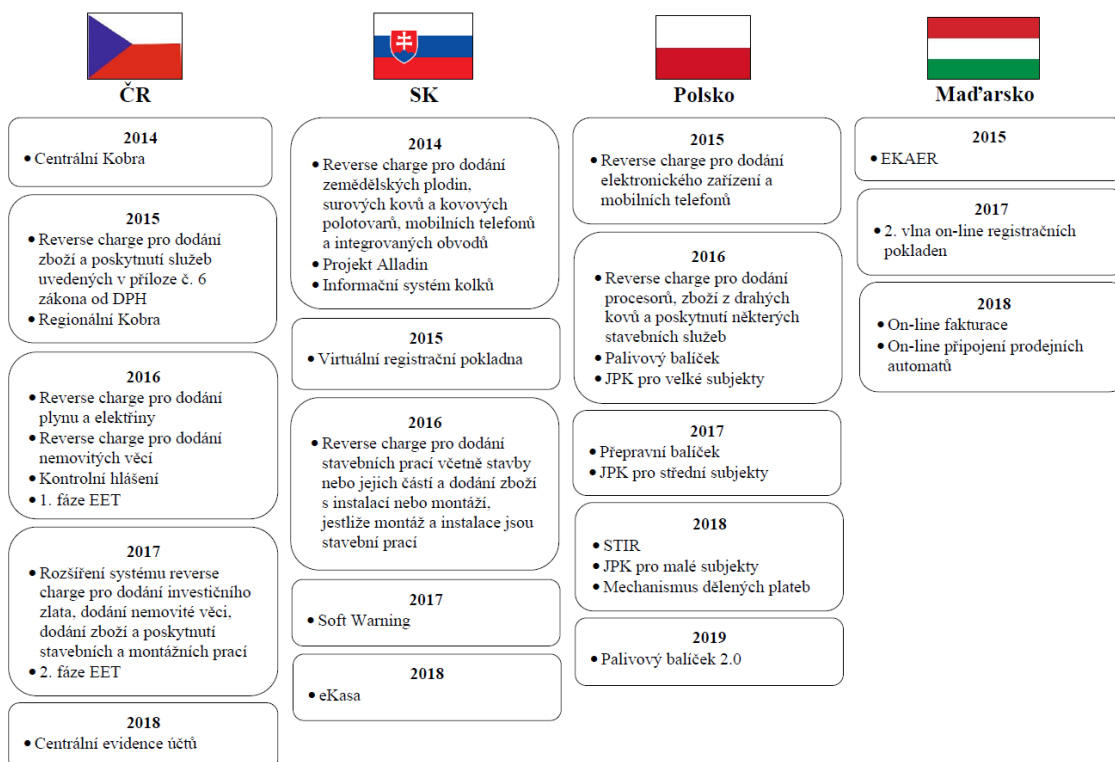 ČR
2014
• Centrální Kobra
2015
• Reverse charge pro dodání
zboží a poskytnutí služeb
uvedených v příloze č. 6
zákona od DPH
• Regionální Kobra
2016
• Reverse charge pro dodání
plynu a elektřiny
• Reverse charge pro dodání
nemovitých věcí
• Kontrolní hlášení
• 1. fáze EET
2017
• Rozšíření systému reverse
charge pro dodání investičního
zlata, dodání nemovité věci,
dodání zboží a poskytnutí
stavebních a montážních prací
• 2. fáze EET
2018
• Centrální evidence účtů
SK
2014
• Reverse charge pro dodání
zemědělských plodin,
surových kovů a kovových
polotovarů, mobilních telefonů
a integrovaných obvodů
• Projekt Alladin
• Informační systém kolků
2015
• Virtuální registrační pokladna
2016
• Reverse charge pro dodání
stavebních prací včetně stavby
nebo jejich částí a dodání zboží
s instalací nebo montáží,
jestliže montáž a instalace jsou
stavební prací
2017
• Soft Warning
2018
• eKasa
Polsko
2015
• Reverse charge pro dodání
elektronického zařízení a
mobilních telefonů
2016
• Reverse charge pro dodání
procesorů, zboží z drahých
kovů a poskytnutí některých
stavebních služeb
• Palivový balíček
• JPK pro velké subjekty
2017
• Přepravní balíček
• JPK pro střední subjekty
2018
• STIR
• JPK pro malé subjekty
• Mechanismus dělených plateb
2019
• Palivový balíček 2.0
Maďarsko
2015
• EKAER
2017
• 2. vlna on-line registračních
pokladen
2018
• On-line fakturace
• On-line připojení prodejních
automatů